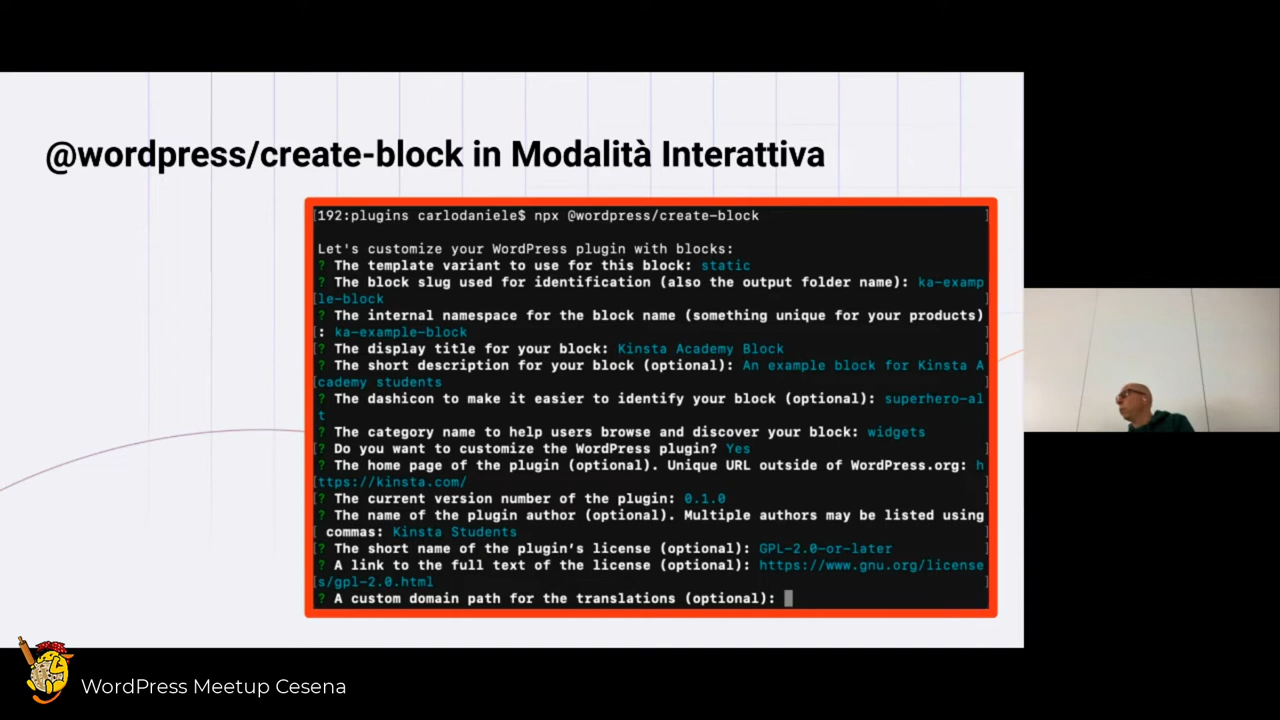 @wordpress/create-block in Modalità Interattiva
[192:plugins carlodaniele$ npx @wordpress/create-block ]
Let's customize your WordPress plugin with blocks:
? The template variant to use for this block: static
? The block slug used for identification (also the output folder name): ka-examp
[le-block ]
? The internal namespace for the block name (something unique for your products)
[: ka-example-block ]
[? The display title for your block: Kinsta Academy Block ]
? The short description for your block (optional): An example block for Kinsta A
[cademy students ]
? The dashicon to make it easier to identify your block (optional): superhero-al
[t ]
? The category name to help users browse and discover your block: widgets
[? Do you want to customize the WordPress plugin? Yes ]
? The home page of the plugin (optional). Unique URL outside of WordPress.org: h
[ttps://kinsta.com/ ]
[? The current version number of the plugin: 0.1.0 ]
? The name of the plugin author (optional). Multiple authors may be listed using
[ commas: Kinsta Students ]
[? The short name of the plugin’s license (optional): GPL-2.0-or-later ]
? A link to the full text of the license (optional): https://www.gnu.org/license
[s/gpl-2.0.html ]
? A custom domain path for the translations (optional):
WordPress Meetup Cesena